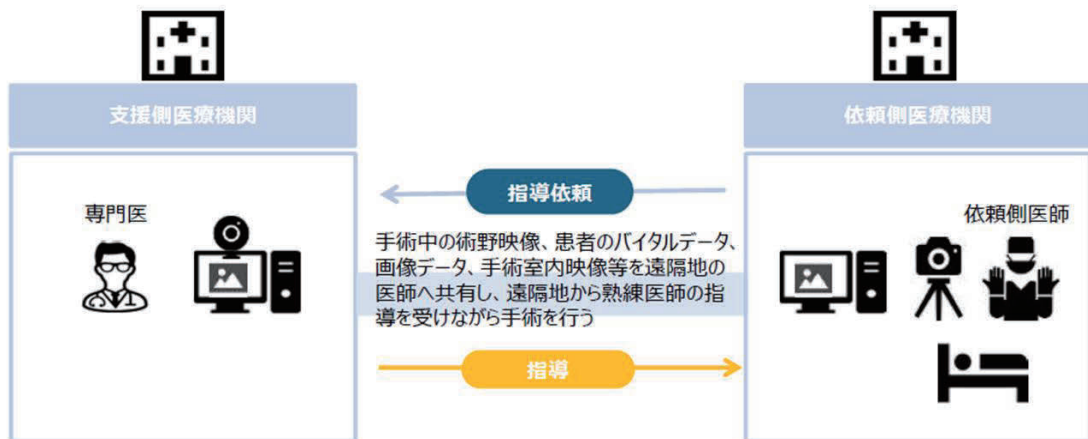 支援側医療機関
依頼側医療機関
専門医
指導依頼
手術中の術野映像、患者のバイタルデータ、
画像データ、手術室内映像等を遠隔地の
医師へ共有し、遠隔地から熟練医師の指
導を受けながら手術を行う
指導
依頼側医師